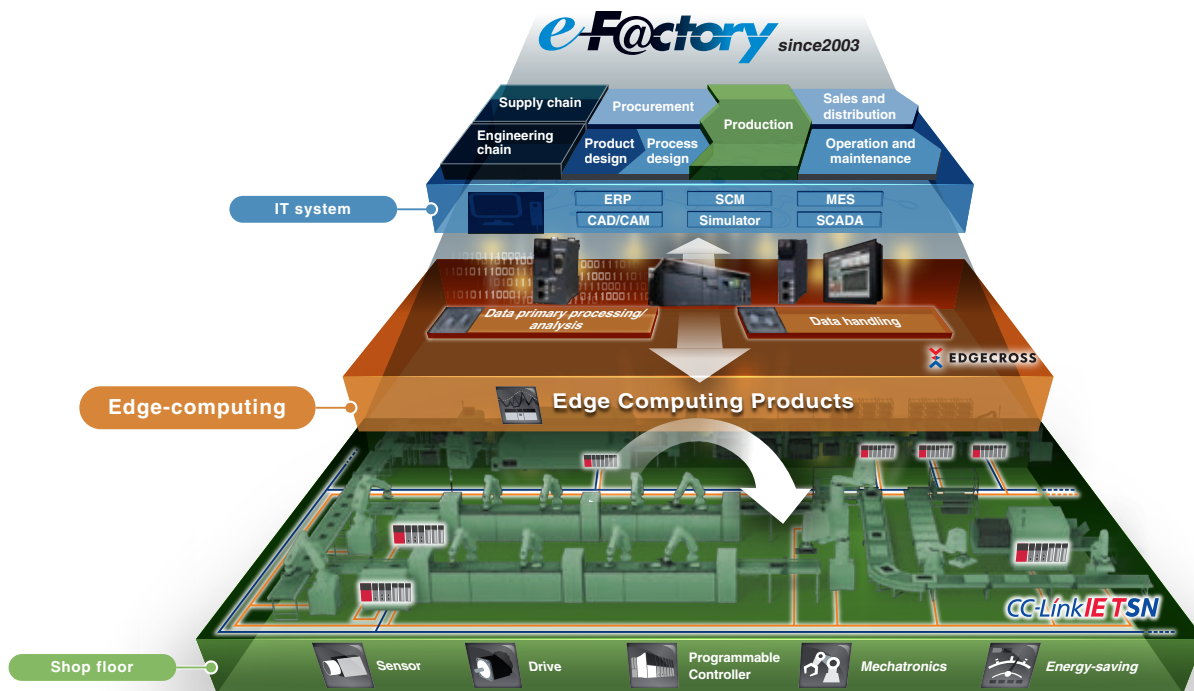 e-F@ctory since2003
Supply chain
Procurement
Production
Sales and
distribution
Engineering
chain
Product
design
Process
design
Operation and
maintenance
IT system
ERP
SCM
MES
CAD/CAM
Simulator
SCADA
Data primary processing/
analysis
Data handling
EDGECROSS
Edge-computing
Edge Computing Products
CC-Link IE TSN
Shop floor
Sensor
Drive
Programmable
Controller
Mechatronics
Energy-saving